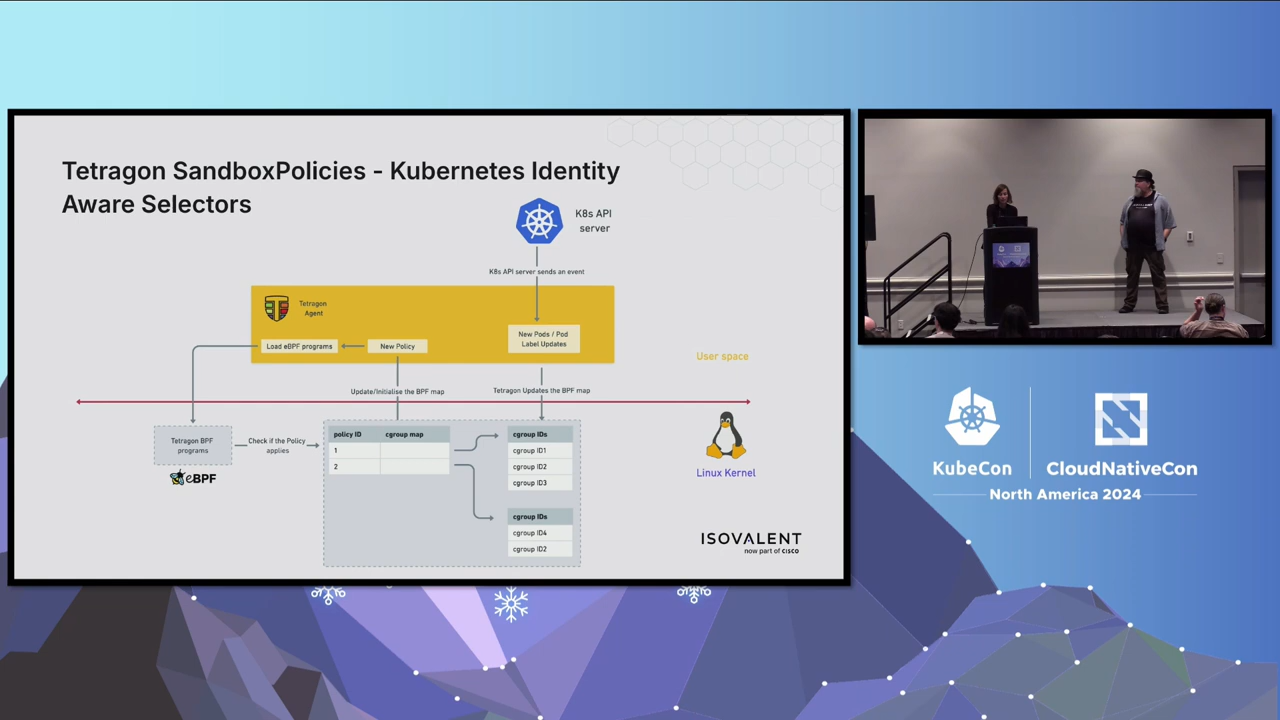 Tetragon SandboxPolicies - Kubernetes Identity
Aware Selectors
K8s API
server
K8s API server sends an event
Tetragon
Agent
Load eBPF programs
New Policy
New Pods / Pod
Label Updates
User space
Update/Initialise the BPF map
Tetragon Updates the BPF map
Tetragon BPF
programs
Check if the Policy
applies
eBPF
policy ID cgroup map
1
2
cgroup IDs
cgroup ID1
cgroup ID2
cgroup ID3
cgroup IDs
cgroup ID4
cgroup ID2
Linux Kernel
ISOVALENT
now part of CISCO
KubeCon CloudNativeCon
North America 2024